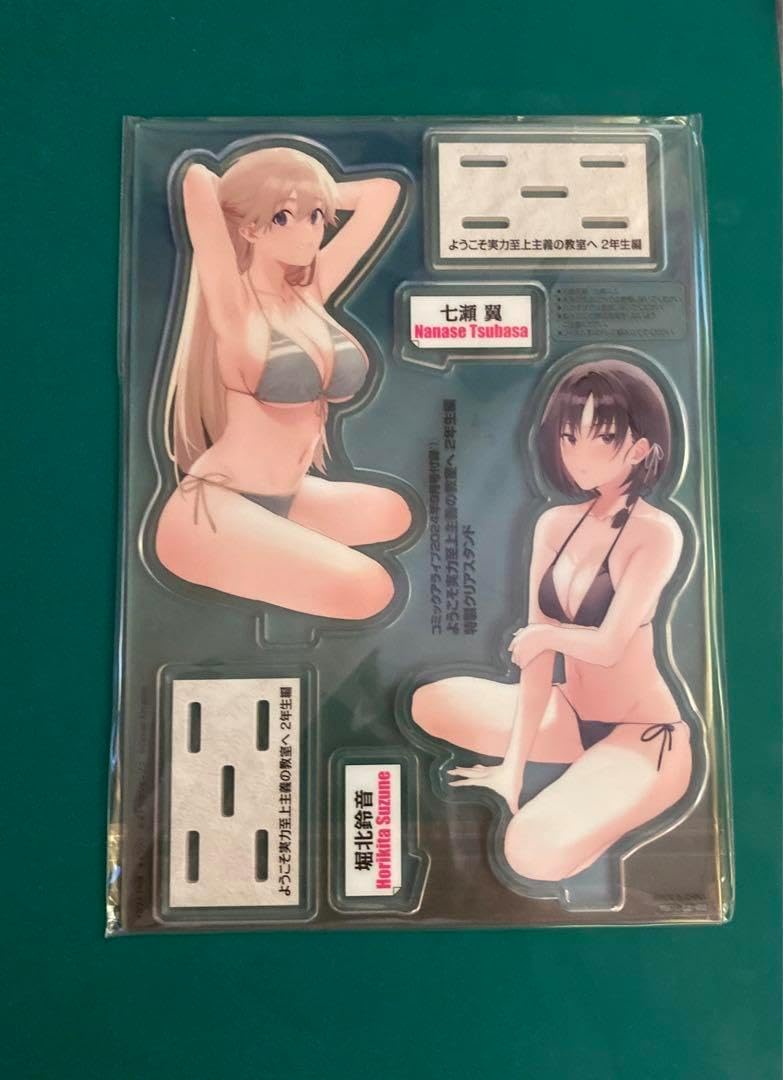 ようこそ実力至上主義の教室へ 2年生編
七瀬 翼
Nanase Tsubasa
コミックアライブ2024年9月号付録①
ようこそ実力至上主義の教室へ 2年生編
特製クリアスタンド
ようこそ実力至上主義の教室へ 2年生編
堀北鈴音
Horikita Suzune